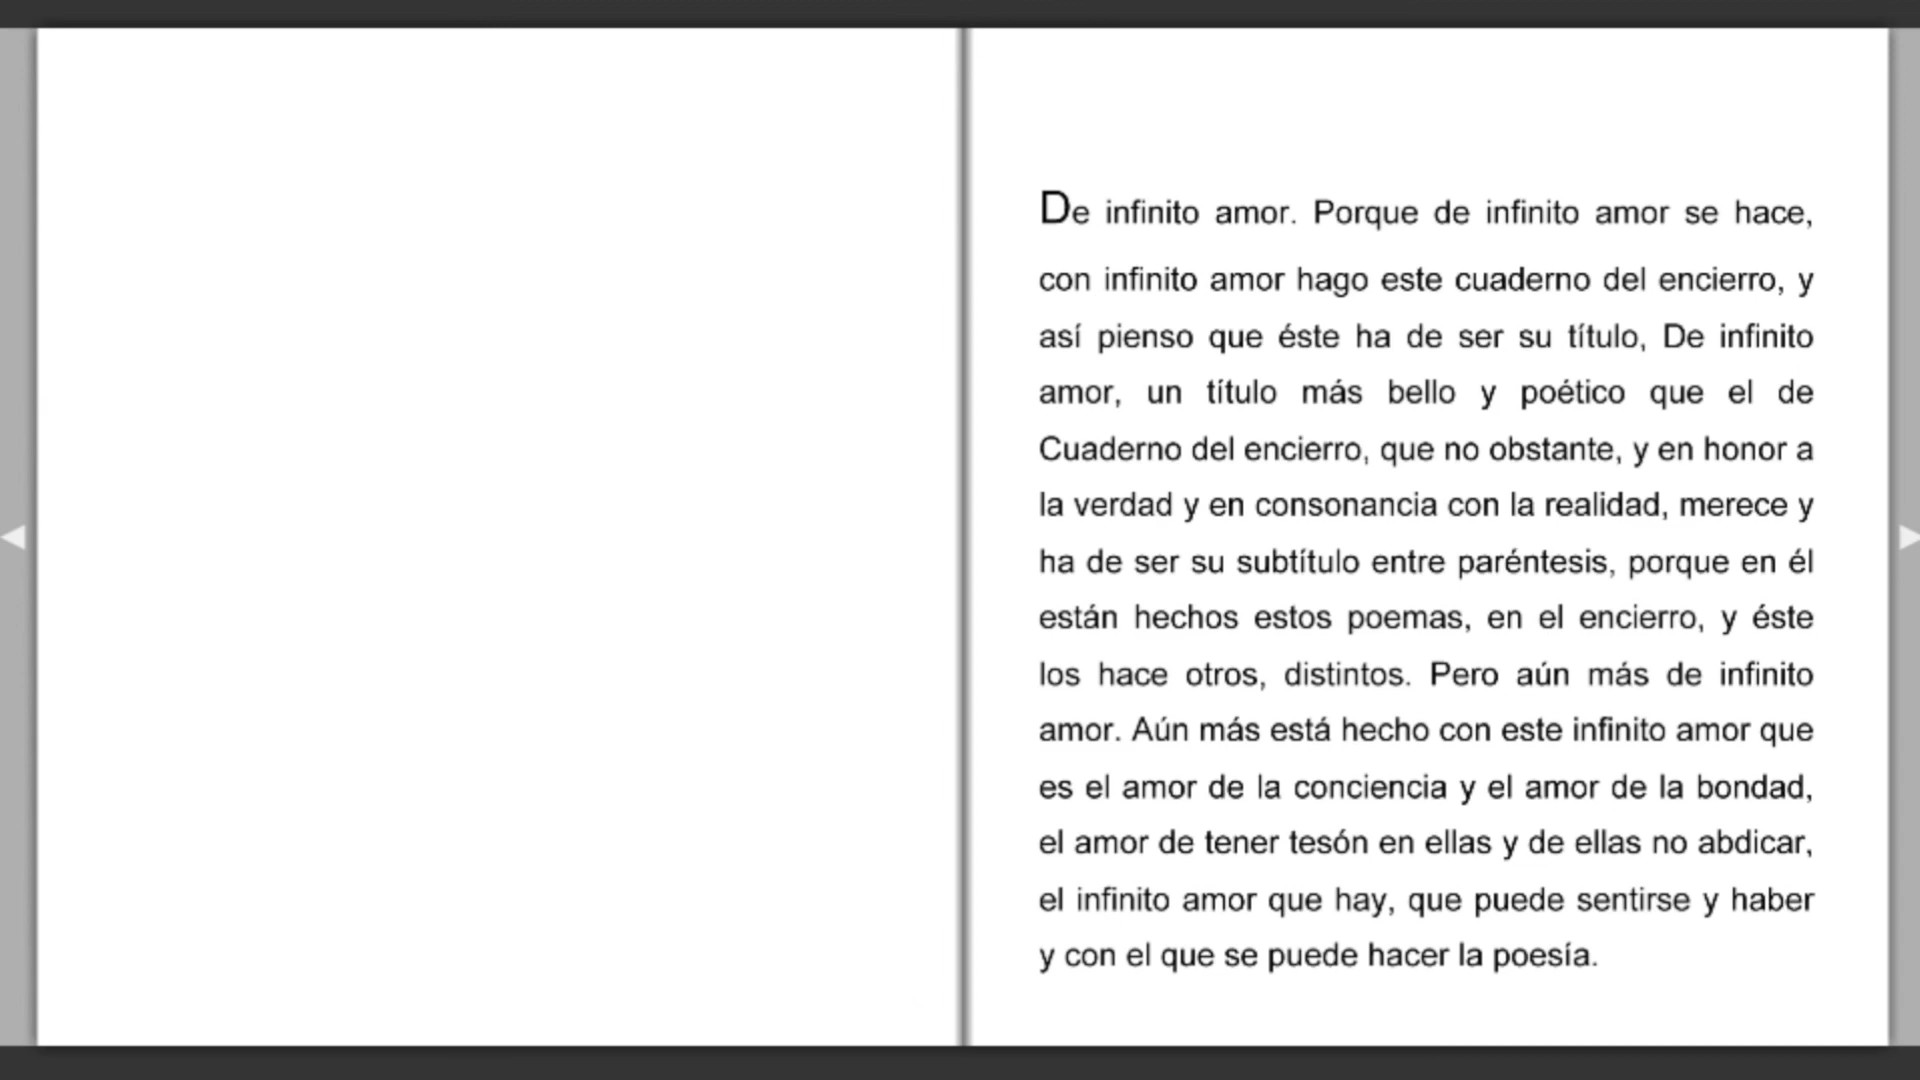 De infinito amor. Porque de infinito amor se hace,
con infinito amor hago este cuaderno del encierro, y
así pienso que éste ha de ser su título, De infinito
amor, un título más bello y poético que el de
Cuaderno del encierro, que no obstante, y en honor a
la verdad y en consonancia con la realidad, merece y
ha de ser su subtítulo entre paréntesis, porque en él
están hechos estos poemas, en el encierro, y éste
los hace otros, distintos. Pero aún más de infinito
amor. Aún más está hecho con este infinito amor que
es el amor de la conciencia y el amor de la bondad,
el amor de tener tesón en ellas y de ellas no abdicar,
el infinito amor que hay, que puede sentirse y haber
y con el que se puede hacer la poesía.